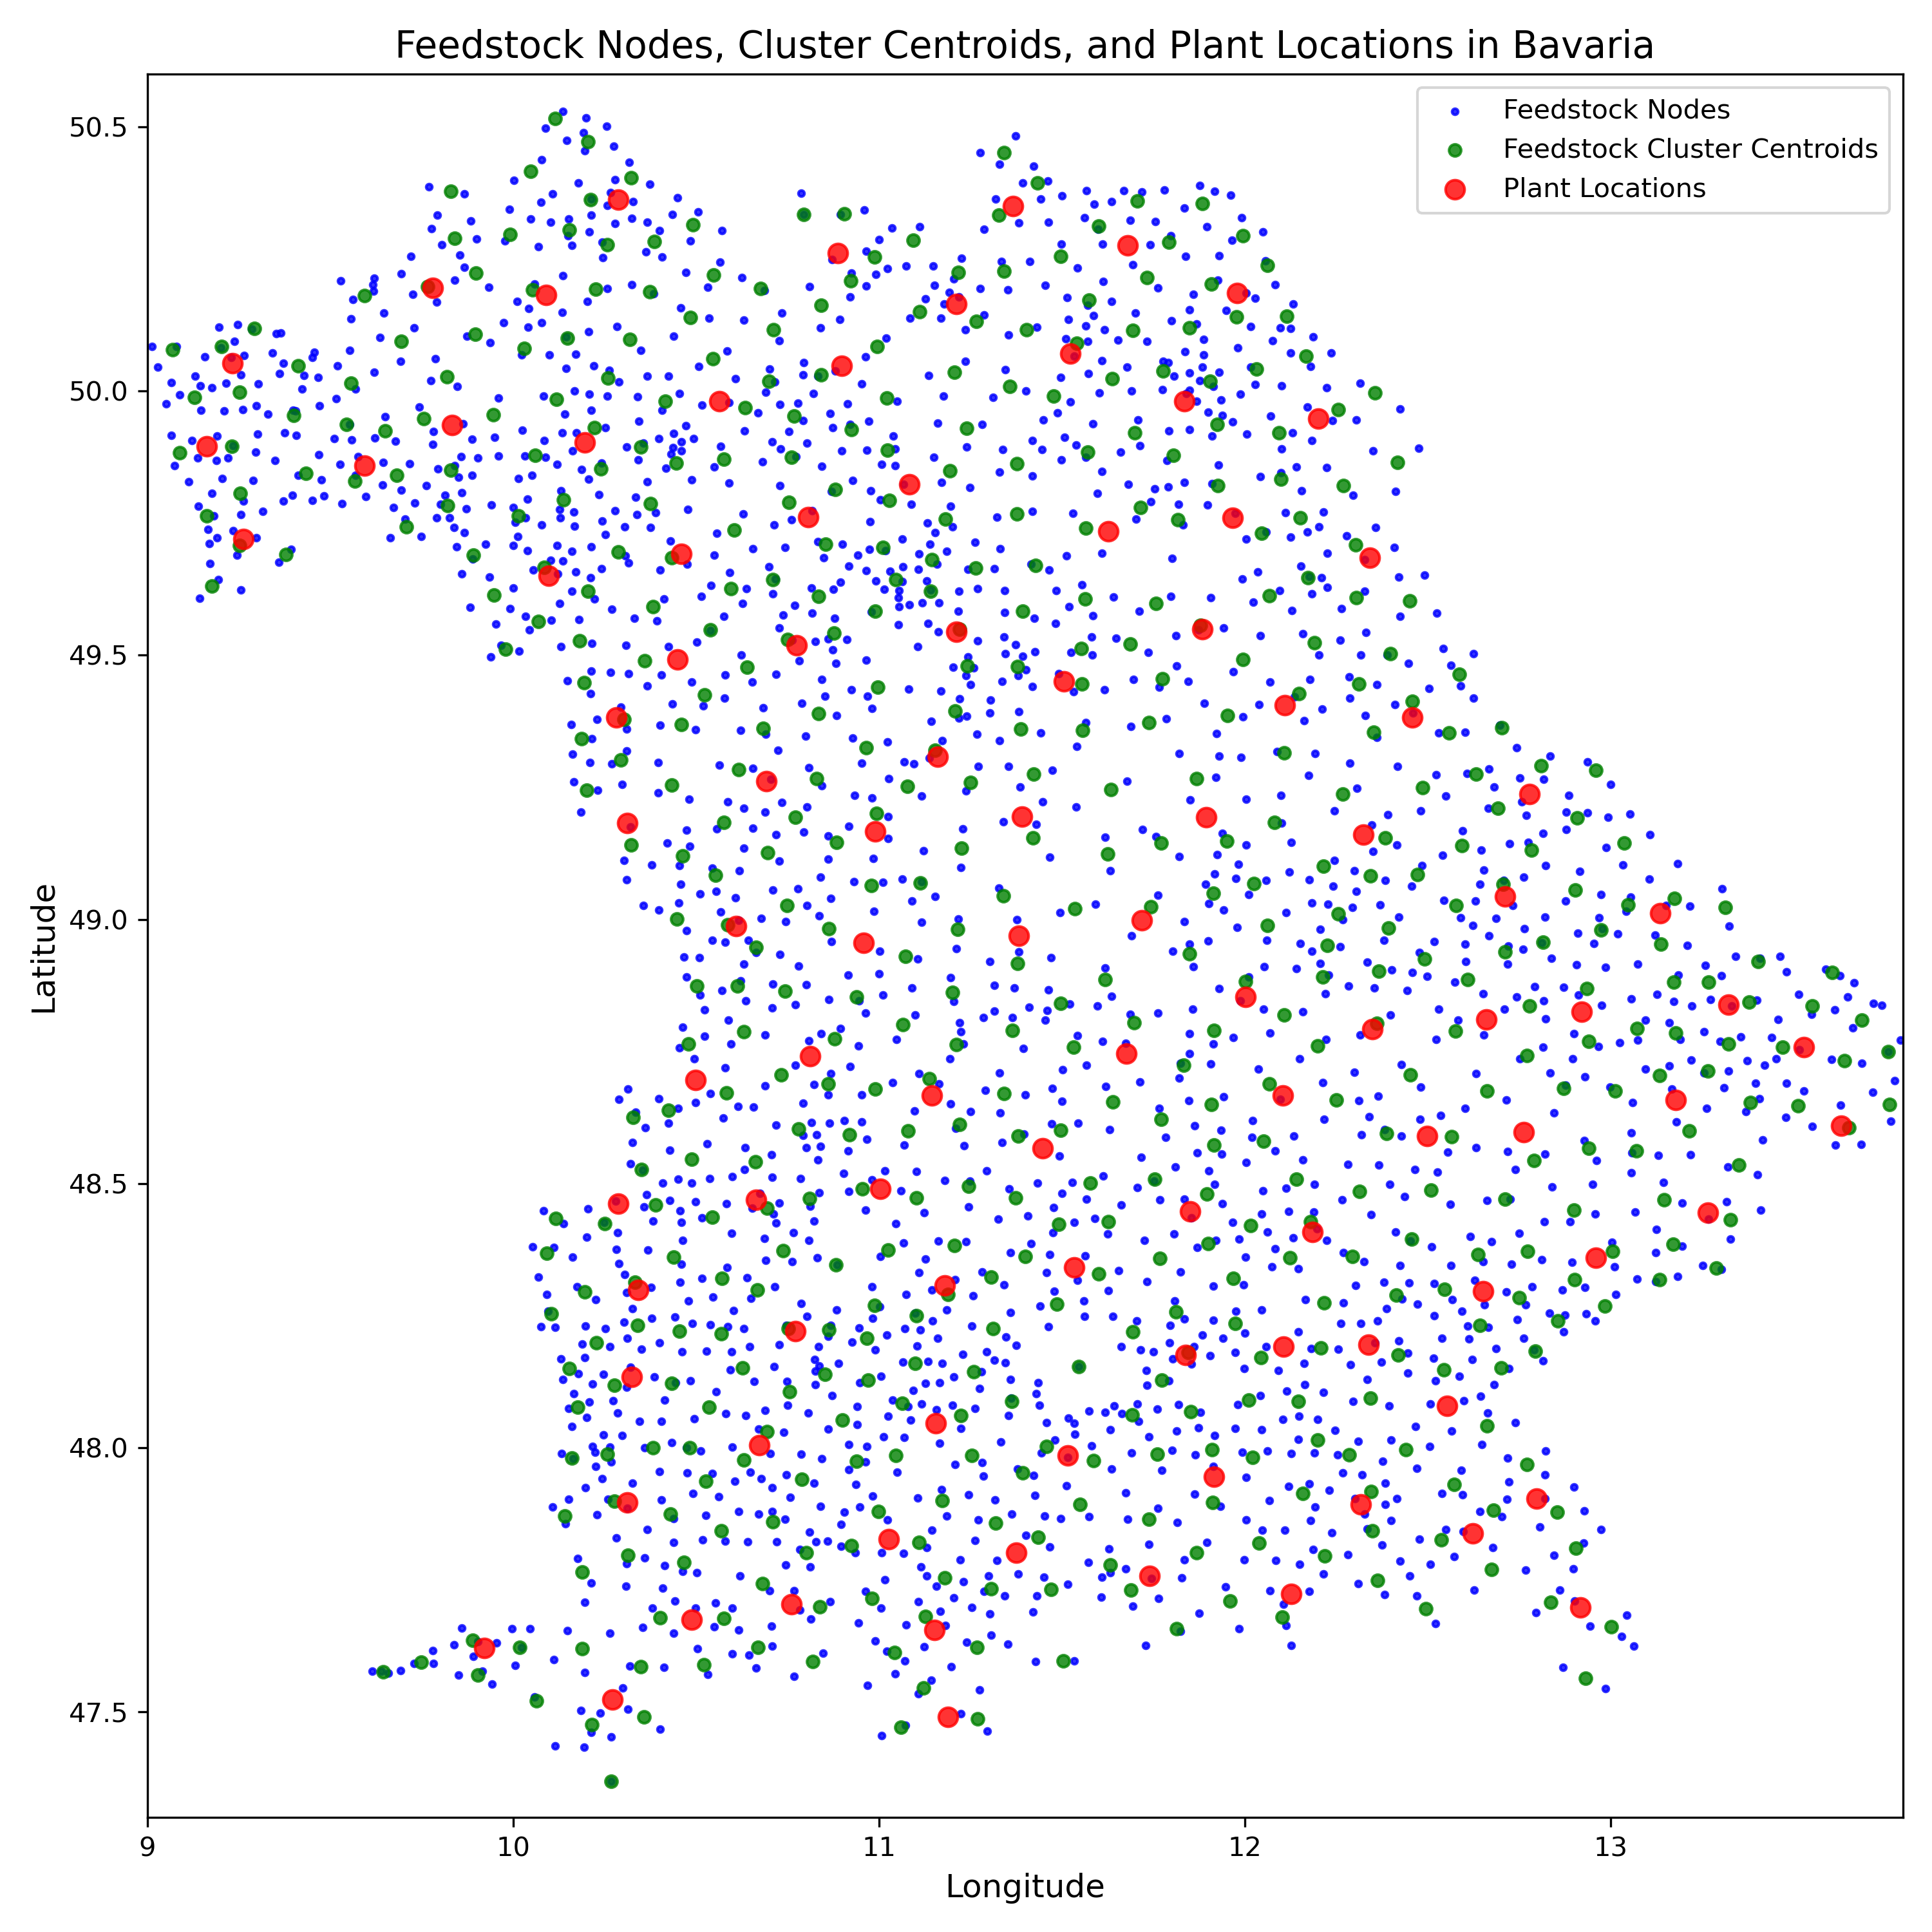 Feedstock Nodes, Cluster Centroids, and Plant Locations in Bavaria
Feedstock Nodes
Feedstock Cluster Centroids
Plant Locations
50.5
50.0
49.5
49.0
48.5
48.0
47.5
Latitude
9
10
11
12
13
Longitude